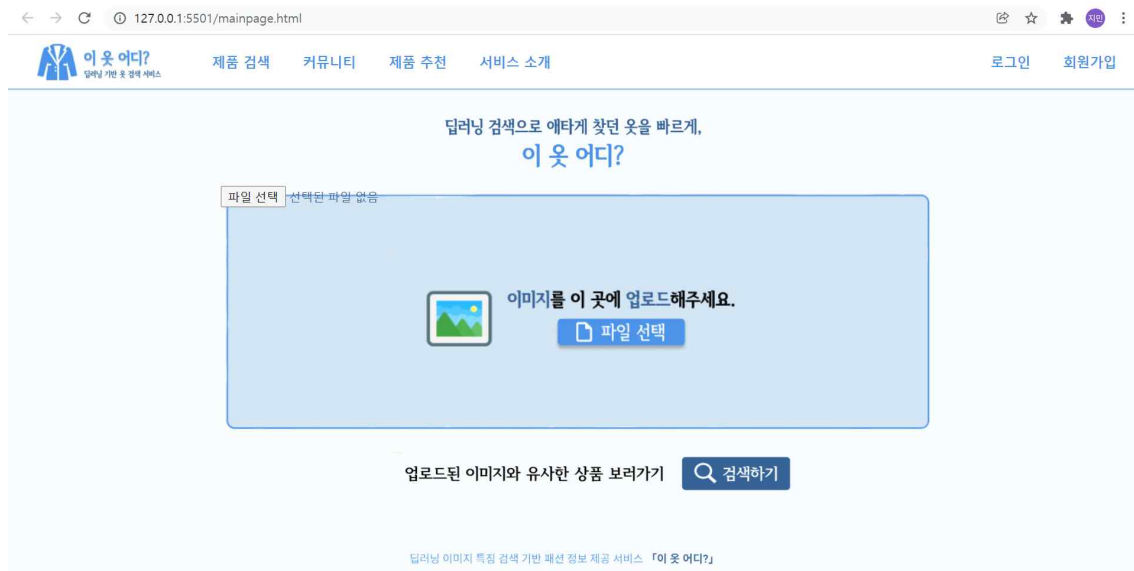 127.0.0.1:5501/mainpage.html
지민
이 옷 어디?
딥러닝 기반 옷 검색 서비스
제품 검색 커뮤니티 제품 추천 서비스 소개 로그인 회원가입
딥러닝 검색으로 애타게 찾던 옷을 빠르게,
이 옷 어디?
파일 선택 선택된 파일 없음
이미지를 이 곳에 업로드해주세요.
파일 선택
업로드된 이미지와 유사한 상품 보러가기 검색하기
딥러닝 이미지 특징 검색 기반 패션 정보 제공 서비스 「이 옷 어디?」